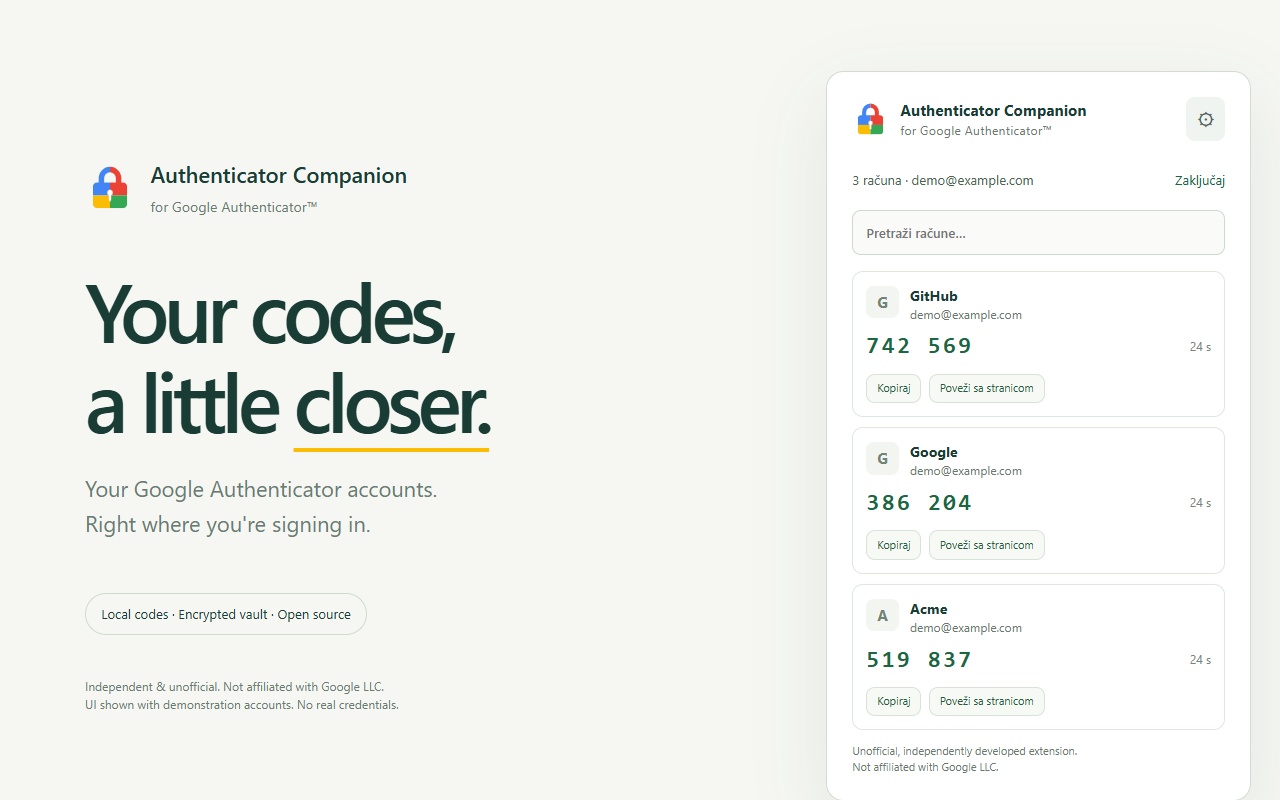 Authenticator Companion
for Google Authenticator™
Your codes,
a little closer.
Your Google Authenticator accounts.
Right where you're signing in.
Local codes · Encrypted vault · Open source
Independent & unofficial. Not affiliated with Google LLC.
UI shown with demonstration accounts. No real credentials.
Authenticator Companion
for Google Authenticator™
3 računa · demo@example.com
Zaključaj
Pretraži račune...
G
GitHub
demo@example.com
742 569
24 s
Kopiraj
Poveži sa stranicom
G
Google
demo@example.com
386 204
24 s
Kopiraj
Poveži sa stranicom
A
Acme
demo@example.com
519 837
24 s
Kopiraj
Poveži sa stranicom
Unofficial, independently developed extension.
Not affiliated with Google LLC.